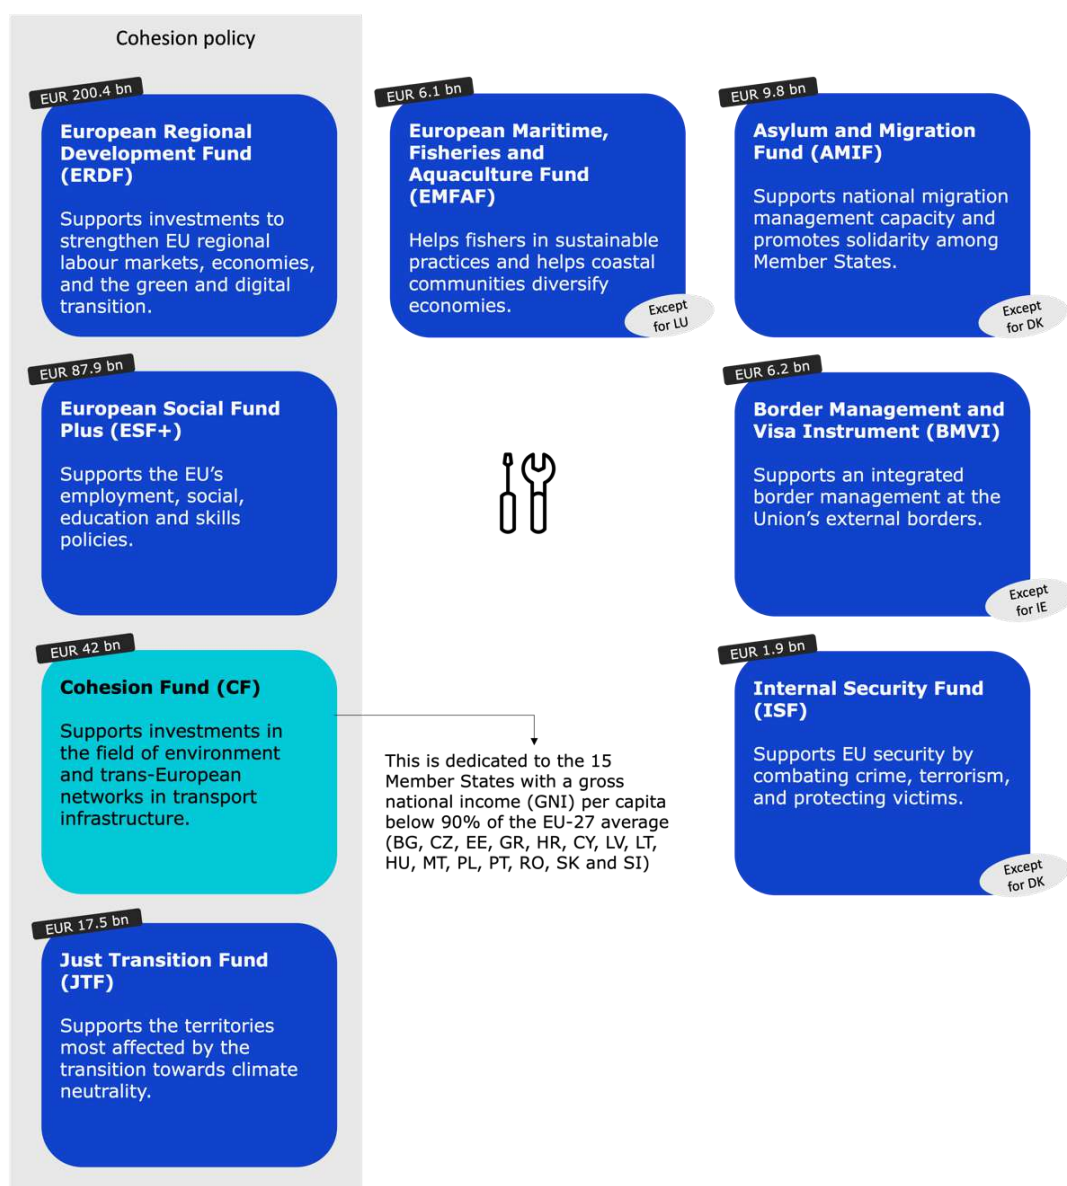 Cohesion policy
EUR 200.4 bn
European Regional
Development Fund
(ERDF)
Supports investments to
strengthen EU regional
labour markets, economies,
and the green and digital
transition.
EUR 87.9 bn
European Social Fund
Plus (ESF+)
Supports the EU’s
employment, social,
education and skills
policies.
EUR 42 bn
Cohesion Fund (CF)
Supports investments in
the field of environment
and trans-European
networks in transport
infrastructure.
This is dedicated to the 15
Member States with a gross
national income (GNI) per capita
below 90% of the EU-27 average
(BG, CZ, EE, GR, HR, CY, LV, LT,
HU, MT, PL, PT, RO, SK and SI)
EUR 17.5 bn
Just Transition Fund
(JTF)
Supports the territories
most affected by the
transition towards climate
neutrality.
EUR 6.1 bn
European Maritime,
Fisheries and
Aquaculture Fund
(EMFAF)
Helps fishers in sustainable
practices and helps coastal
communities diversify
economies.
Except
for LU
EUR 9.8 bn
Asylum and Migration
Fund (AMIF)
Supports national migration
management capacity and
promotes solidarity among
Member States.
Except
for DK
EUR 6.2 bn
Border Management and
Visa Instrument (BMVI)
Supports an integrated
border management at the
Union’s external borders.
Except
for IE
EUR 1.9 bn
Internal Security Fund
(ISF)
Supports EU security by
combating crime, terrorism,
and protecting victims.
Except
for DK